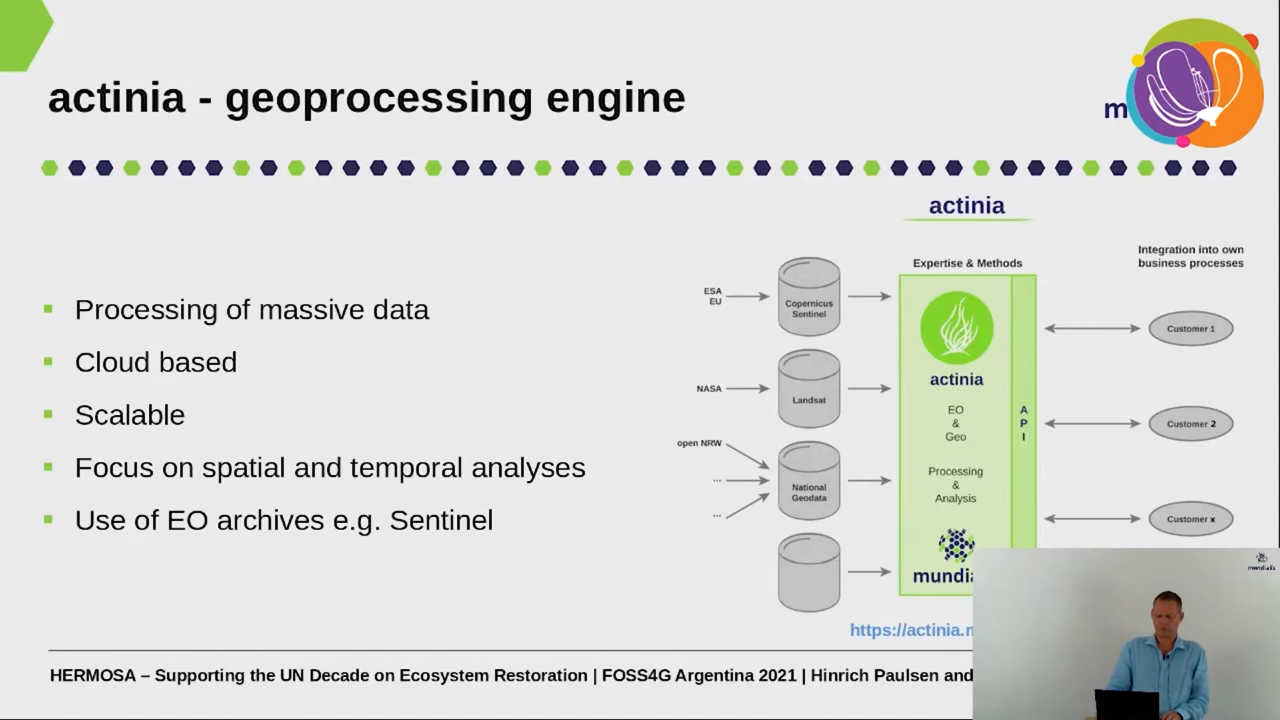 actinia - geoprocessing engine
m
actinia
Processing of massive data
Cloud based
Scalable
Focus on spatial and temporal analyses
Use of EO archives e.g. Sentinel
Expertise & Methods
Integration into own
business processes
ESA
EU
Copernicus
Sentinel
NASA
Landsat
open NRW
...
...
National
Geodata
actinia
EO
&
Geo
Processing
&
Analysis
A
P
I
Customer 1
Customer 2
Customer x
mundia
https://actinia.
mundialis
HERMOSA – Supporting the UN Decade on Ecosystem Restoration | FOSS4G Argentina 2021 | Hinrich Paulsen and